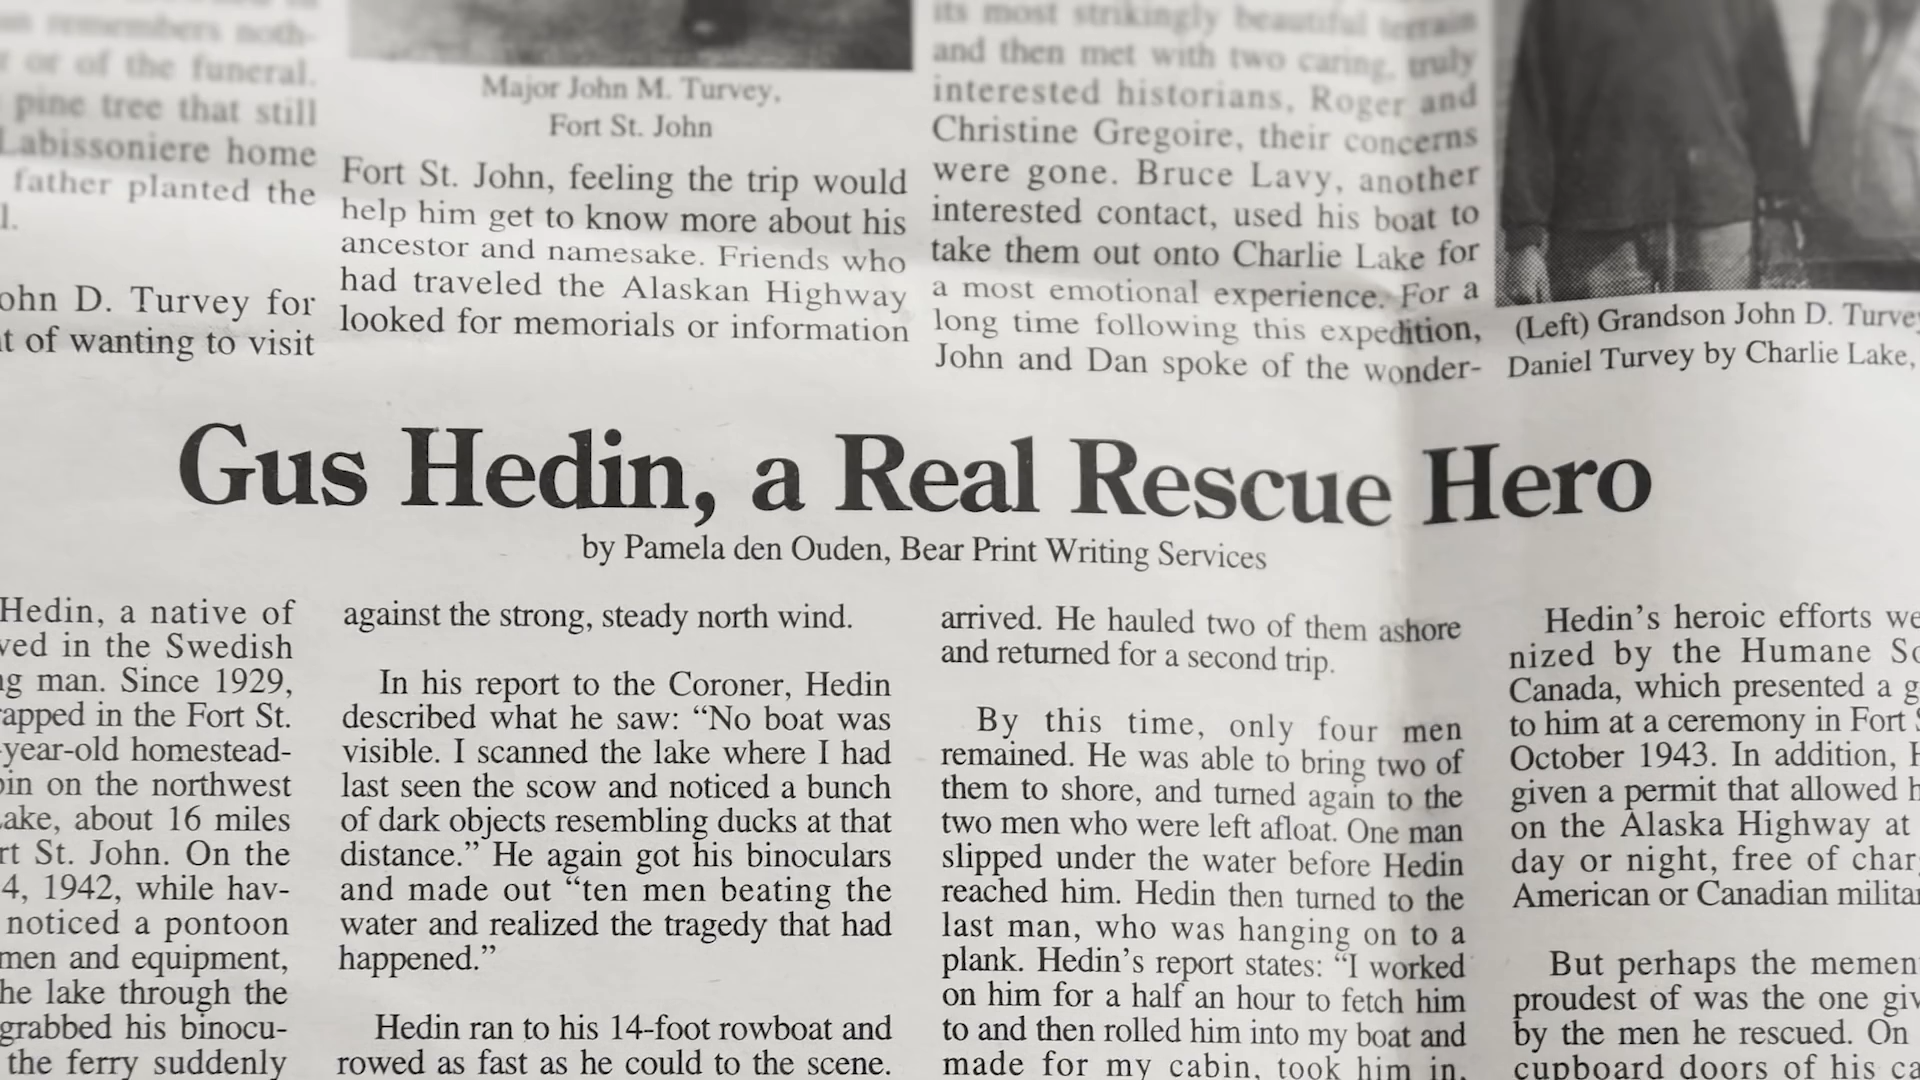 remembers noth-
or of the funeral.
pine tree that still
Labissoniere home
father planted the
l.
ohn D. Turvey for
t of wanting to visit
Major John M. Turvey,
Fort St. John
Fort St. John, feeling the trip would
help him get to know more about his
ancestor and namesake. Friends who
had traveled the Alaskan Highway
looked for memorials or information
its most strikingly beautiful terrain
and then met with two caring, truly
interested historians, Roger and
Christine Gregoire, their concerns
were gone. Bruce Lavy, another
interested contact, used his boat to
take them out onto Charlie Lake for
a most emotional experience. For a
long time following this expedition,
John and Dan spoke of the wonder-
(Left) Grandson John D. Turvey
Daniel Turvey by Charlie Lake,
Gus Hedin, a Real Rescue Hero
by Pamela den Ouden, Bear Print Writing Services
Hedin, a native of
ved in the Swedish
ng man. Since 1929,
rapped in the Fort St.
-year-old homestead-
bin on the northwest
Lake, about 16 miles
rt St. John. On the
4, 1942, while hav-
noticed a pontoon
men and equipment,
he lake through the
grabbed his binocu-
the ferry suddenly
against the strong, steady north wind.
In his report to the Coroner, Hedin
described what he saw: “No boat was
visible. I scanned the lake where I had
last seen the scow and noticed a bunch
of dark objects resembling ducks at that
distance.” He again got his binoculars
and made out “ten men beating the
water and realized the tragedy that had
happened.”
Hedin ran to his 14-foot rowboat and
rowed as fast as he could to the scene.
arrived. He hauled two of them ashore
and returned for a second trip.
By this time, only four men
remained. He was able to bring two of
them to shore, and turned again to the
two men who were left afloat. One man
slipped under the water before Hedin
reached him. Hedin then turned to the
last man, who was hanging on to a
plank. Hedin’s report states: “I worked
on him for a half an hour to fetch him
to and then rolled him into my boat and
made for my cabin, took him in,
Hedin’s heroic efforts we
nized by the Humane So
Canada, which presented a g
to him at a ceremony in Fort S
October 1943. In addition, H
given a permit that allowed h
on the Alaska Highway at
day or night, free of char
American or Canadian militar
But perhaps the memen
proudest of was the one giv
by the men he rescued. On
cupboard doors of his ca